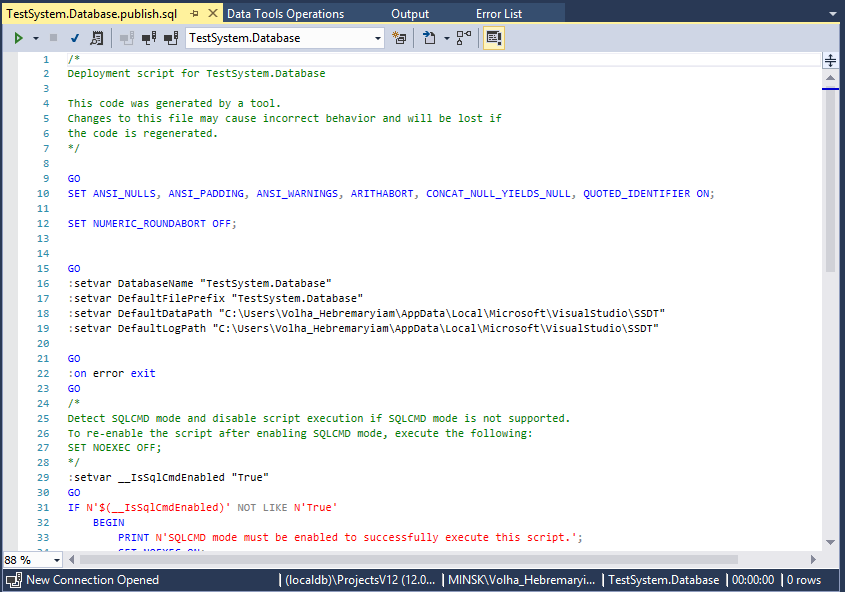 TestSystem.Database.publish.sql
Data Tools Operations
Output
Error List
TestSystem.Database
1 /*
2 Deployment script for TestSystem.Database
3
4 This code was generated by a tool.
5 Changes to this file may cause incorrect behavior and will be lost if
6 the code is regenerated.
7 */
8
9 GO
10 SET ANSI_NULLS, ANSI_PADDING, ANSI_WARNINGS, ARITHABORT, CONCAT_NULL_YIELDS_NULL, QUOTED_IDENTIFIER ON;
11
12 SET NUMERIC_ROUNDABORT OFF;
13
14
15 GO
16 :setvar DatabaseName "TestSystem.Database"
17 :setvar DefaultFilePrefix "TestSystem.Database"
18 :setvar DefaultDataPath "C:\Users\Volha_Hebremaryiam\AppData\Local\Microsoft\VisualStudio\SSDT"
19 :setvar DefaultLogPath "C:\Users\Volha_Hebremaryiam\AppData\Local\Microsoft\VisualStudio\SSDT"
20
21 GO
22 :on error exit
23 GO
24 /*
25 Detect SQLCMD mode and disable script execution if SQLCMD mode is not supported.
26 To re-enable the script after enabling SQLCMD mode, execute the following:
27 SET NOEXEC OFF;
28 */
29 :setvar __IsSqlCmdEnabled "True"
30 GO
31 IF N'$(__IsSqlCmdEnabled)' NOT LIKE N'True'
32 BEGIN
33 PRINT N'SQLCMD mode must be enabled to successfully execute this script.';
34 SET NOEXEC ON;
88 %
New Connection Opened | (localdb)\ProjectsV12 (12.0... | MINSK\Volha_Hebremaryi... | TestSystem.Database | 00:00:00 | 0 rows